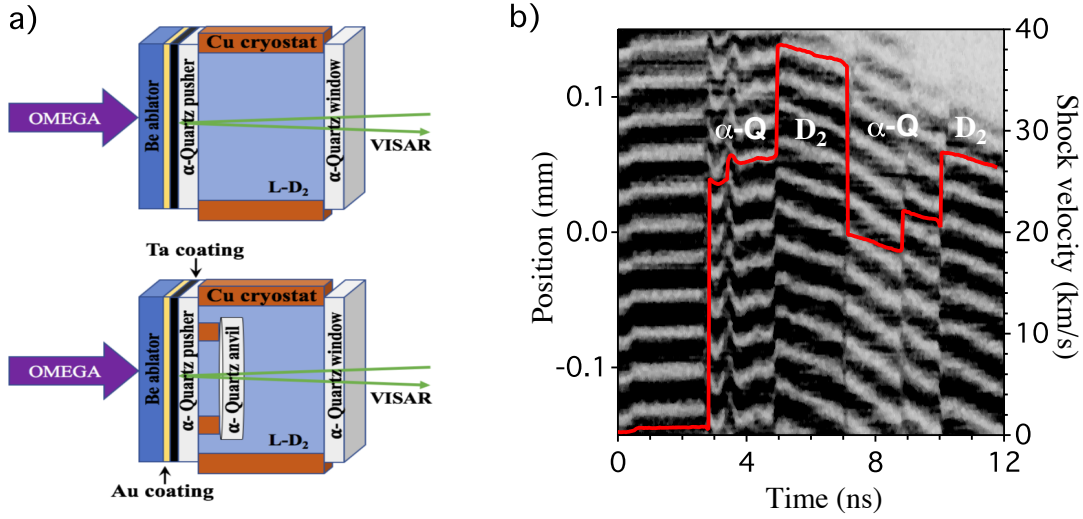 a)
Be ablator
α-Quartz pusher
Cu cryostat
α-Quartz window
OMEGA
VISAR
L-D₂
Ta coating
Be ablator
α- Quartz pusher
Cu cryostat
α- Quartz anvil
α- Quartz window
OMEGA
VISAR
L-D₂
Au coating
b)
Position (mm)
0.1
0.0
-0.1
α-Q
D₂
α-Q
D₂
40
30
20
10
0
Shock velocity (km/s)
0 4 8 12
Time (ns)